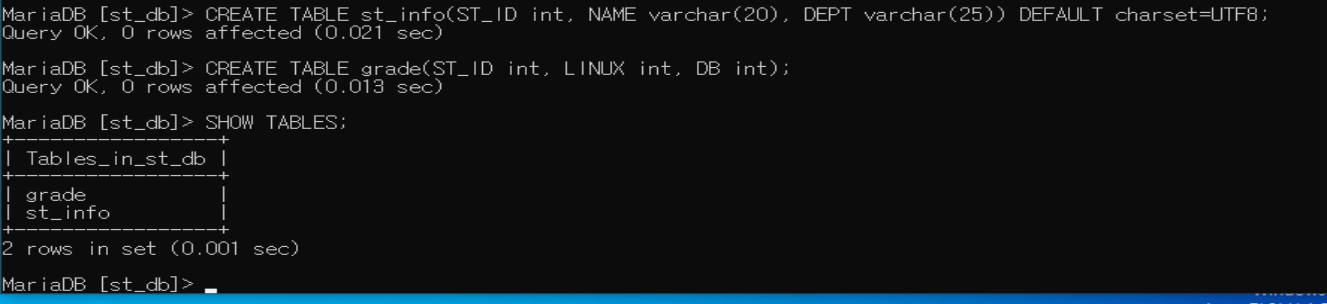 MariaDB [st_db]> CREATE TABLE st_info(ST_ID int, NAME varchar(20), DEPT varchar(25)) DEFAULT charset=UTF8;
Query OK, 0 rows affected (0.021 sec)
MariaDB [st_db]> CREATE TABLE grade(ST_ID int, LINUX int, DB int);
Query OK, 0 rows affected (0.013 sec)
MariaDB [st_db]> SHOW TABLES;
+-----------------+
| Tables_in_st_db |
+-----------------+
| grade           |
| st_info         |
+-----------------+
2 rows in set (0.001 sec)
MariaDB [st_db]>